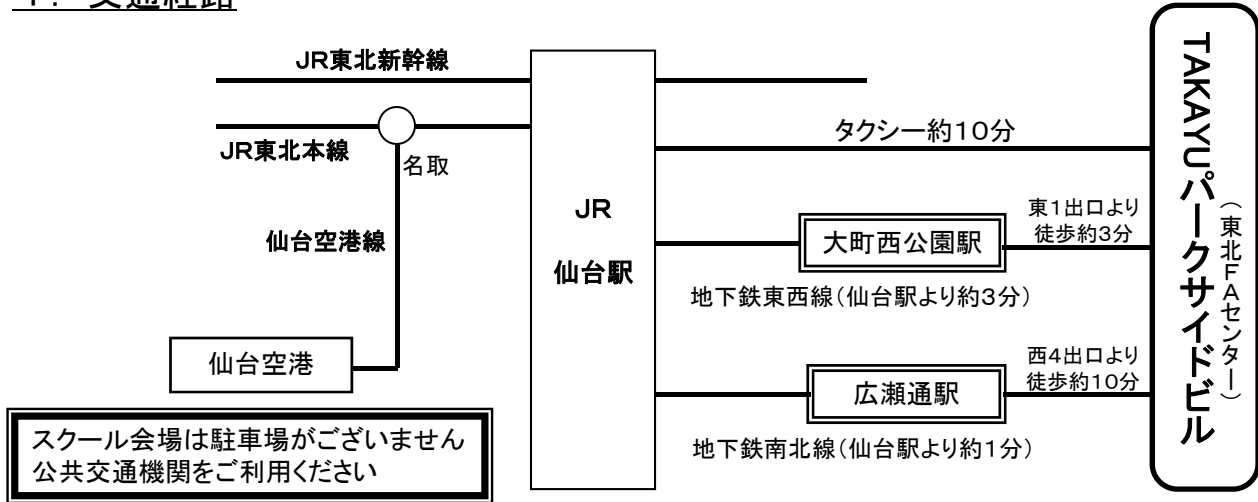 1. 交通経路
JR東北新幹線
JR東北本線
名取
仙台空港線
仙台空港
スクール会場は駐車場がございません
公共交通機関をご利用ください
JR
仙台駅
タクシー約10分
大町西公園駅
東1出口より
徒歩約3分
地下鉄東西線(仙台駅より約3分)
広瀬通駅
西4出口より
徒歩約10分
地下鉄南北線(仙台駅より約1分)
TAKAYUパークサイドビル
(東北FAセンター)